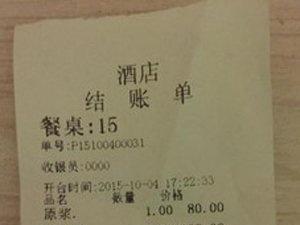 酒店
结 账 单
餐桌:15
单号:P15100400031
收银员:0000
开台时间:2015-10-04 17:22:33
品名 数量 价格
原浆. 1.00 80.00